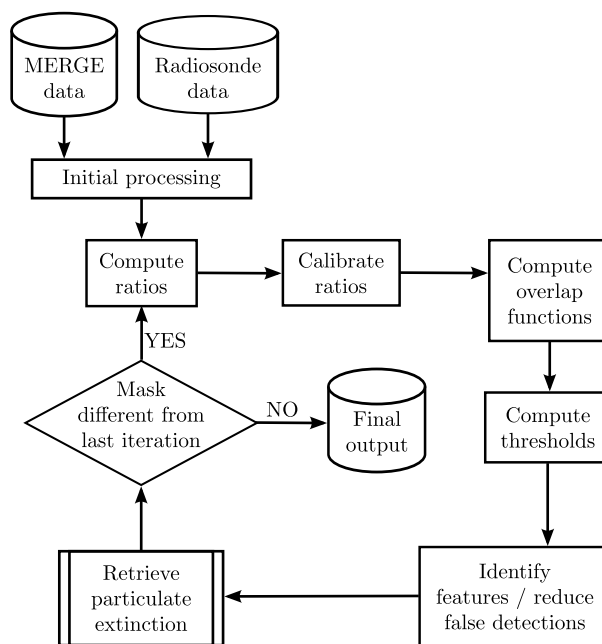 MERGE
data
Radiosonde
data
Initial processing
Compute
ratios
Calibrate
ratios
Compute
overlap
functions
YES
Mask
different from
last iteration
NO
Final
output
Compute
thresholds
Retrieve
particulate
extinction
Identify
features / reduce
false detections